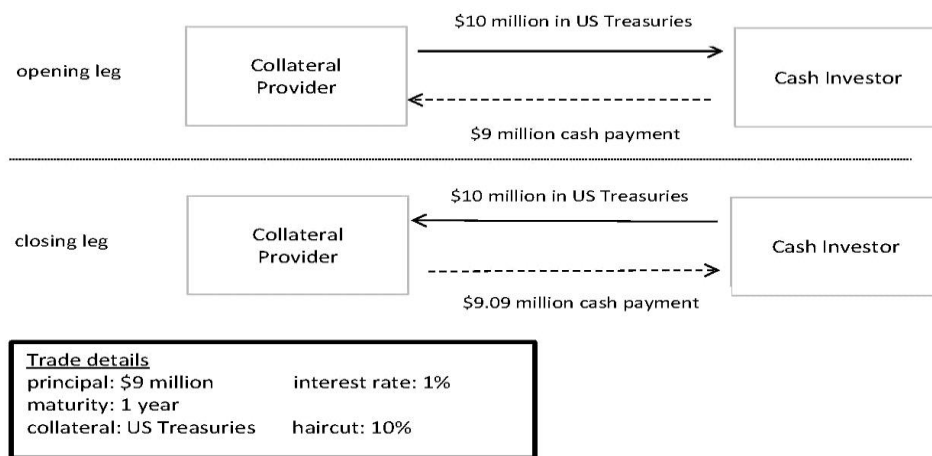 $10 million in US Treasuries
opening leg
Collateral
Provider
Cash Investor
$9 million cash payment
$10 million in US Treasuries
closing leg
Collateral
Provider
Cash Investor
$9.09 million cash payment
Trade details
principal: $9 million interest rate: 1%
maturity: 1 year
collateral: US Treasuries haircut: 10%